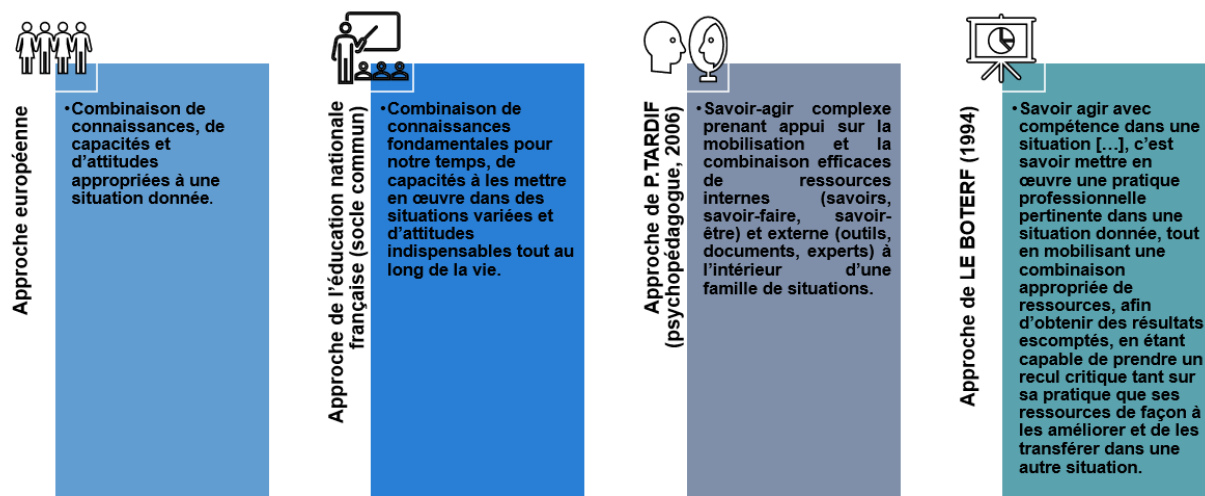 Approche européenne
•Combinaison de
connaissances, de
capacités et
d'attitudes
appropriées à une
situation donnée.
Approche de l'éducation nationale
française (socle commun)
•Combinaison de
connaissances
fondamentales pour
notre temps, de
capacités à les mettre
en œuvre dans des
situations variées et
d'attitudes
indispensables tout au
long de la vie.
Approche de P.TARDIF
(psychopédagogue, 2006)
•Savoir-agir complexe
prenant appui sur la
mobilisation et la
combinaison efficaces
de ressources
internes (savoirs,
savoir-faire, savoir-
être) et externe (outils,
documents, experts) à
l'intérieur d'une
famille de situations.
Approche de LE BOTERF (1994)
•Savoir agir avec
compétence dans une
situation […], c'est
savoir mettre en
œuvre une pratique
professionnelle
pertinente dans une
situation donnée, tout
en mobilisant une
combinaison
appropriée de
ressources, afin
d'obtenir des résultats
escomptés, en étant
capable de prendre un
recul critique tant sur
sa pratique que ses
ressources de façon à
les améliorer et de les
transférer dans une
autre situation.